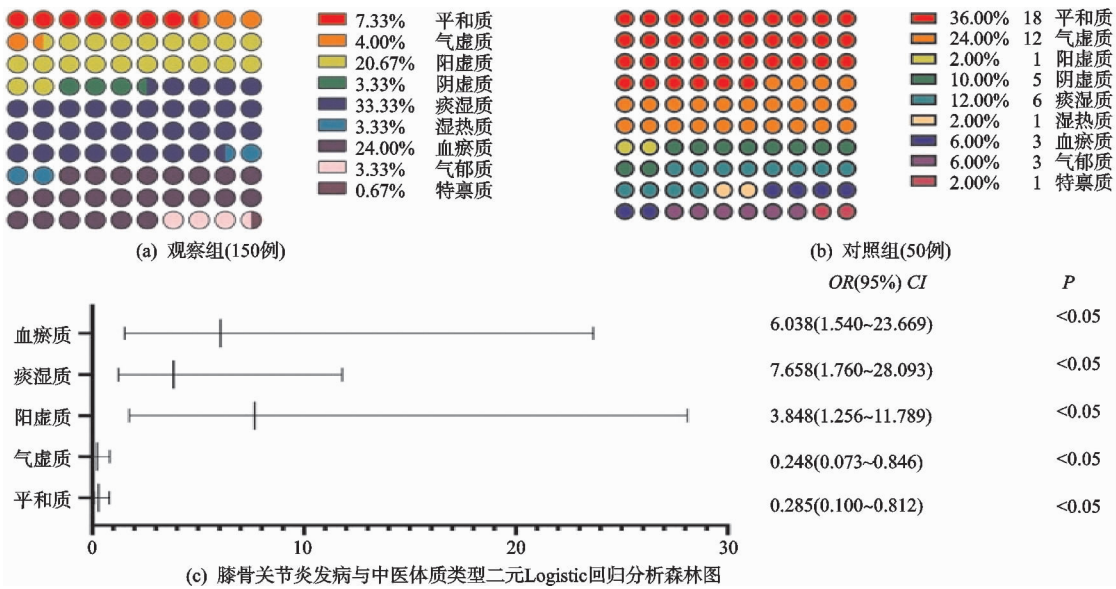 7.33% 平和质
4.00% 气虚质
20.67% 阳虚质
3.33% 阴虚质
33.33% 痰湿质
3.33% 湿热质
24.00% 血瘀质
3.33% 气郁质
0.67% 特禀质
(a) 观察组(150例)
36.00% 18 平和质
24.00% 12 气虚质
2.00% 1 阳虚质
10.00% 5 阴虚质
12.00% 6 痰湿质
2.00% 1 湿热质
6.00% 3 血瘀质
6.00% 3 气郁质
2.00% 1 特禀质
(b) 对照组(50例)
OR(95%) CI P
血瘀质 6.038(1.540~23.669) <0.05
痰湿质 7.658(1.760~28.093) <0.05
阳虚质 3.848(1.256~11.789) <0.05
气虚质 0.248(0.073~0.846) <0.05
平和质 0.285(0.100~0.812) <0.05
0 10 20 30
(c) 膝骨关节炎发病与中医体质类型二元Logistic回归分析森林图